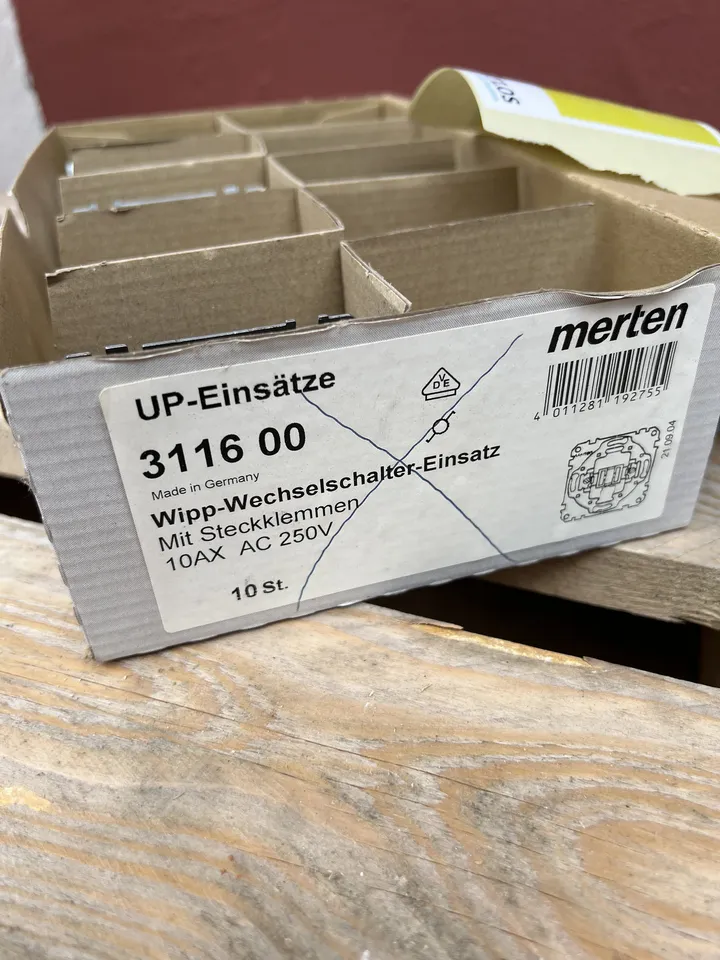 merten
UP-Einsätze
VDE
3116 00
4 011281 192755
Made in Germany
Wipp-Wechselschalter-Einsatz
Mit Steckklemmen
10AX AC 250V
21 09 04
10 St.